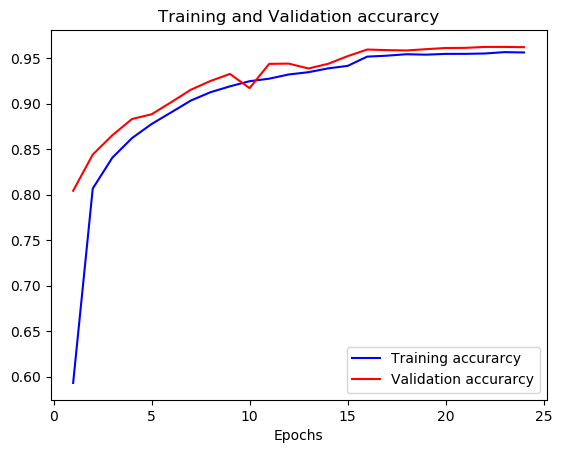 Training and Validation accurarcy
0.95
0.90
0.85
0.80
0.75
0.70
0.65
0.60
Training accurarcy
Validation accurarcy
0 5 10 15 20 25
Epochs